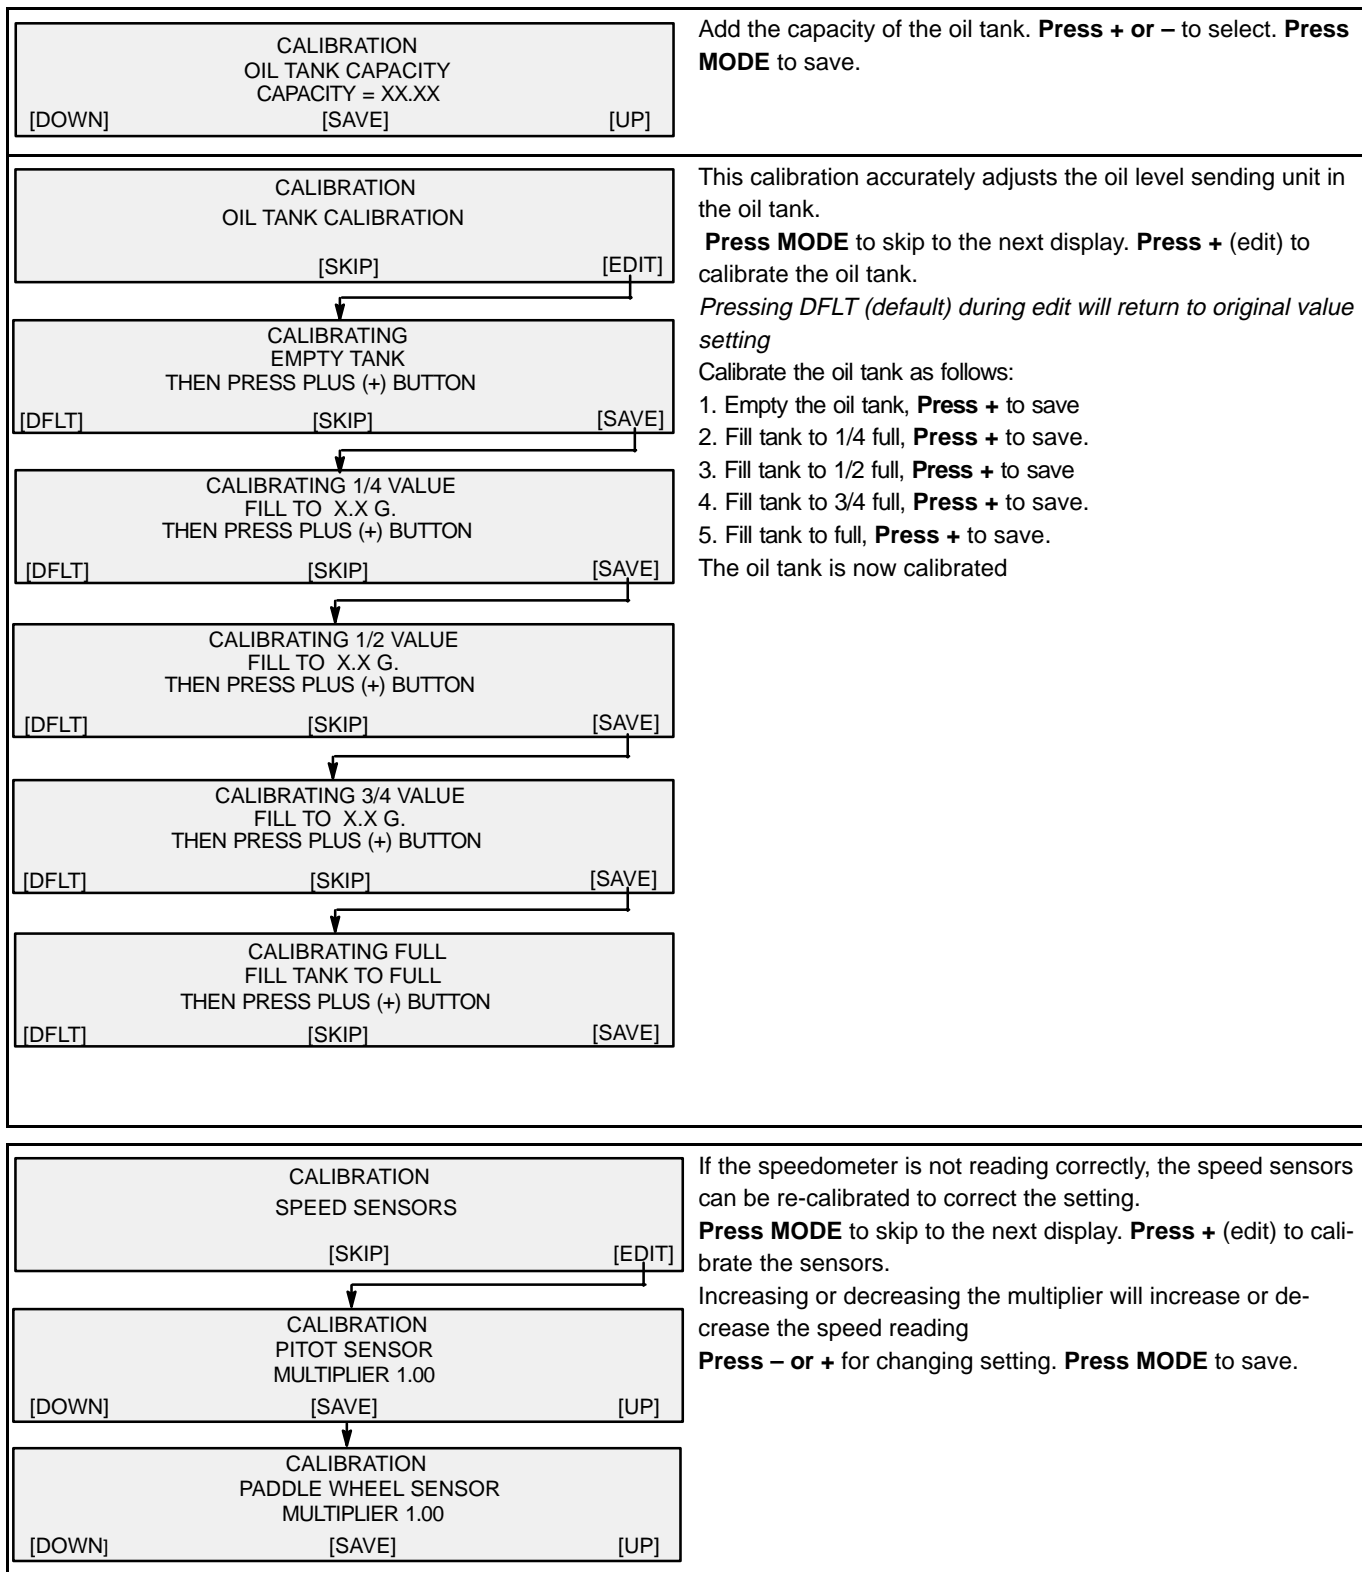 CALIBRATION
OIL TANK CAPACITY
CAPACITY = XX.XX
[DOWN] [SAVE] [UP]
Add the capacity of the oil tank. Press + or – to select. Press
MODE to save.
CALIBRATION
OIL TANK CALIBRATION
[SKIP] [EDIT]
CALIBRATING
EMPTY TANK
THEN PRESS PLUS (+) BUTTON
[DFLT] [SKIP] [SAVE]
CALIBRATING 1/4 VALUE
FILL TO X.X G.
THEN PRESS PLUS (+) BUTTON
[DFLT] [SKIP] [SAVE]
CALIBRATING 1/2 VALUE
FILL TO X.X G.
THEN PRESS PLUS (+) BUTTON
[DFLT] [SKIP] [SAVE]
CALIBRATING 3/4 VALUE
FILL TO X.X G.
THEN PRESS PLUS (+) BUTTON
[DFLT] [SKIP] [SAVE]
CALIBRATING FULL
FILL TANK TO FULL
THEN PRESS PLUS (+) BUTTON
[DFLT] [SKIP] [SAVE]
This calibration accurately adjusts the oil level sending unit in
the oil tank.
Press MODE to skip to the next display. Press + (edit) to
calibrate the oil tank.
Pressing DFLT (default) during edit will return to original value
setting
Calibrate the oil tank as follows:
1. Empty the oil tank, Press + to save
2. Fill tank to 1/4 full, Press + to save.
3. Fill tank to 1/2 full, Press + to save
4. Fill tank to 3/4 full, Press + to save.
5. Fill tank to full, Press + to save.
The oil tank is now calibrated
CALIBRATION
SPEED SENSORS
[SKIP] [EDIT]
CALIBRATION
PITOT SENSOR
MULTIPLIER 1.00
[DOWN] [SAVE] [UP]
CALIBRATION
PADDLE WHEEL SENSOR
MULTIPLIER 1.00
[DOWN] [SAVE] [UP]
If the speedometer is not reading correctly, the speed sensors
can be re-calibrated to correct the setting.
Press MODE to skip to the next display. Press + (edit) to cali-
brate the sensors.
Increasing or decreasing the multiplier will increase or de-
crease the speed reading
Press – or + for changing setting. Press MODE to save.